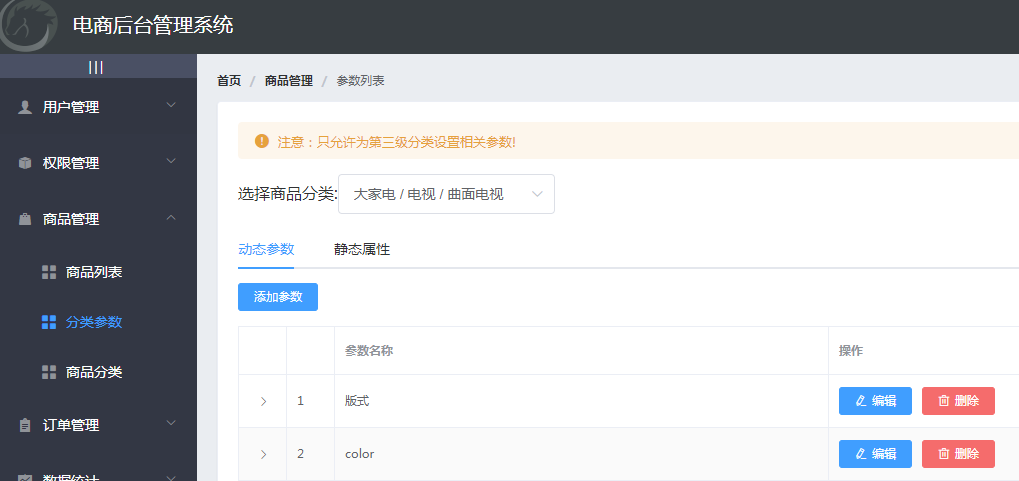 电商后台管理系统
|||
用户管理
权限管理
商品管理
商品列表
分类参数
商品分类
订单管理
数据统计
首页 / 商品管理 / 参数列表
注意：只允许为第三级分类设置相关参数!
选择商品分类: 大家电 / 电视 / 曲面电视
动态参数 静态属性
添加参数
参数名称 操作
1 版式 编辑 删除
2 color 编辑 删除